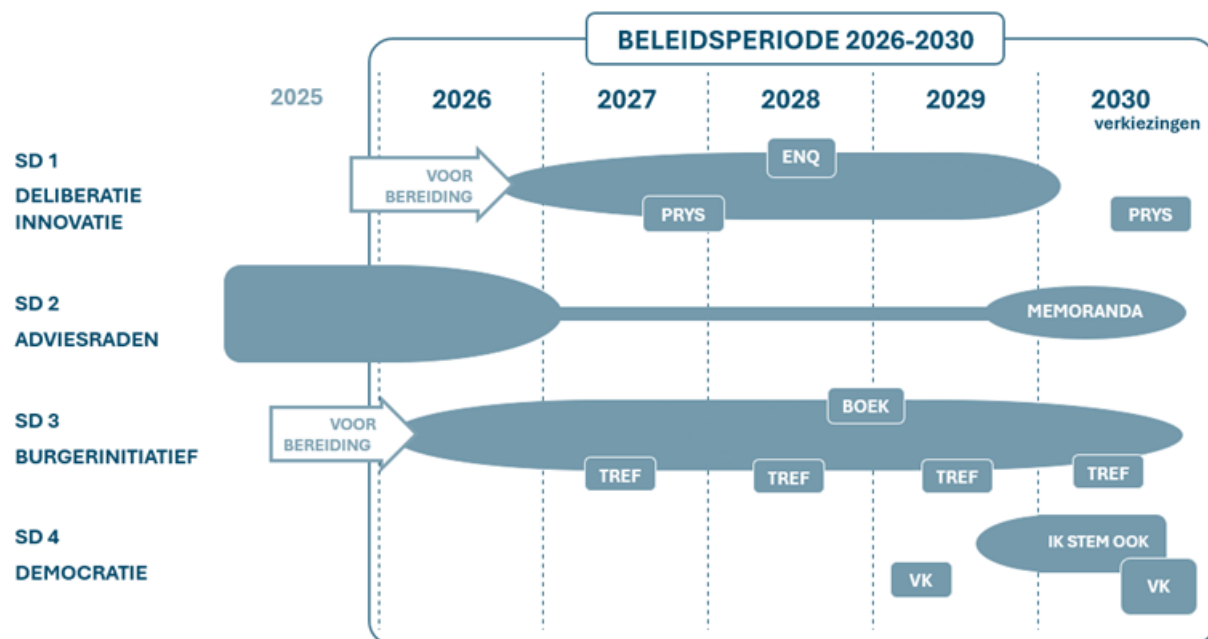 BELEIDSPERIODE 2026-2030
2025 2026 2027 2028 2029 2030
verkiezingen
SD 1
DELIBERATIE
INNOVATIE
VOOR
BEREIDING
ENQ
PRYS
PRYS
SD 2
ADVIESRADEN
MEMORANDA
SD 3
BURGERINITIATIEF
VOOR
BEREIDING
BOEK
TREF TREF TREF TREF
SD 4
DEMOCRATIE
IK STEM OOK
VK
VK